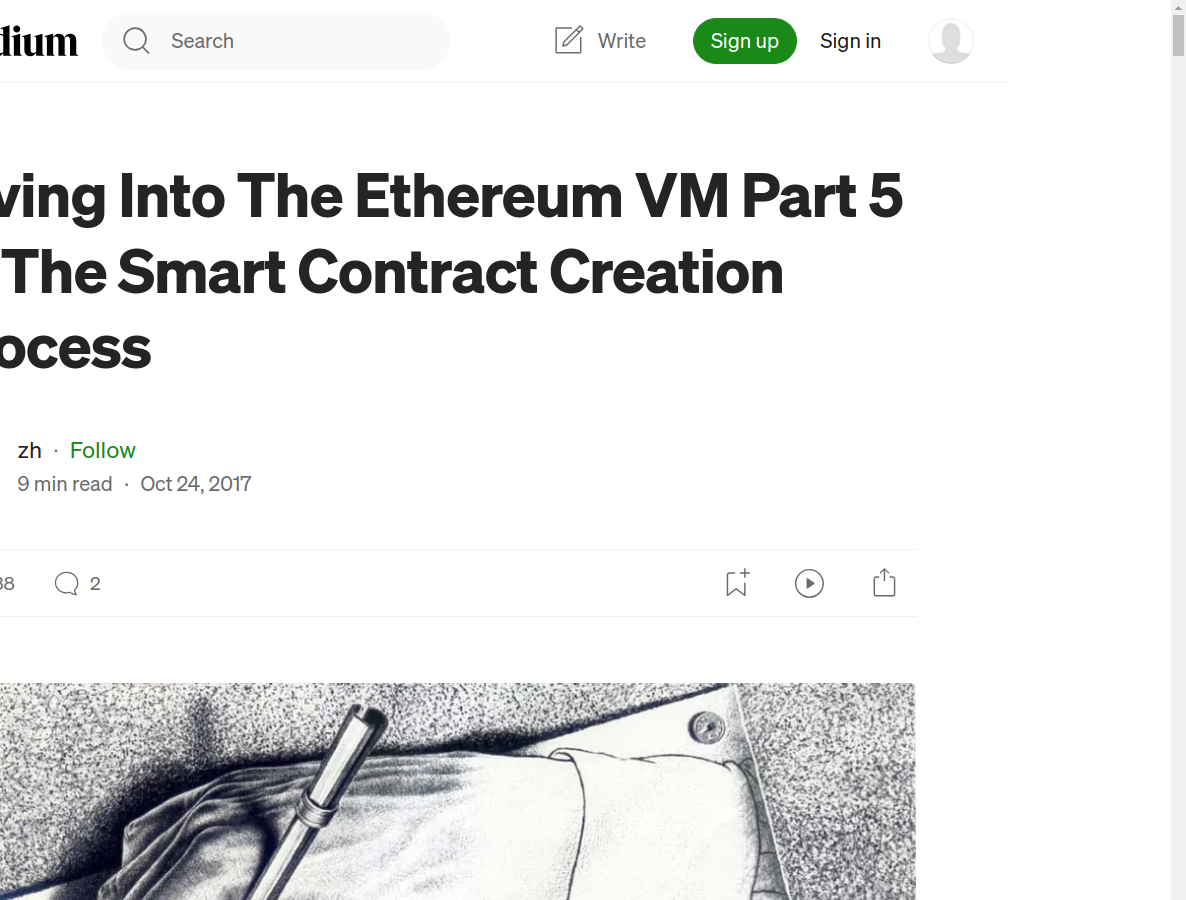 dium
Search
Write
Sign up
Sign in
ving Into The Ethereum VM Part 5
The Smart Contract Creation
ocess
zh · Follow
9 min read · Oct 24, 2017
38
2